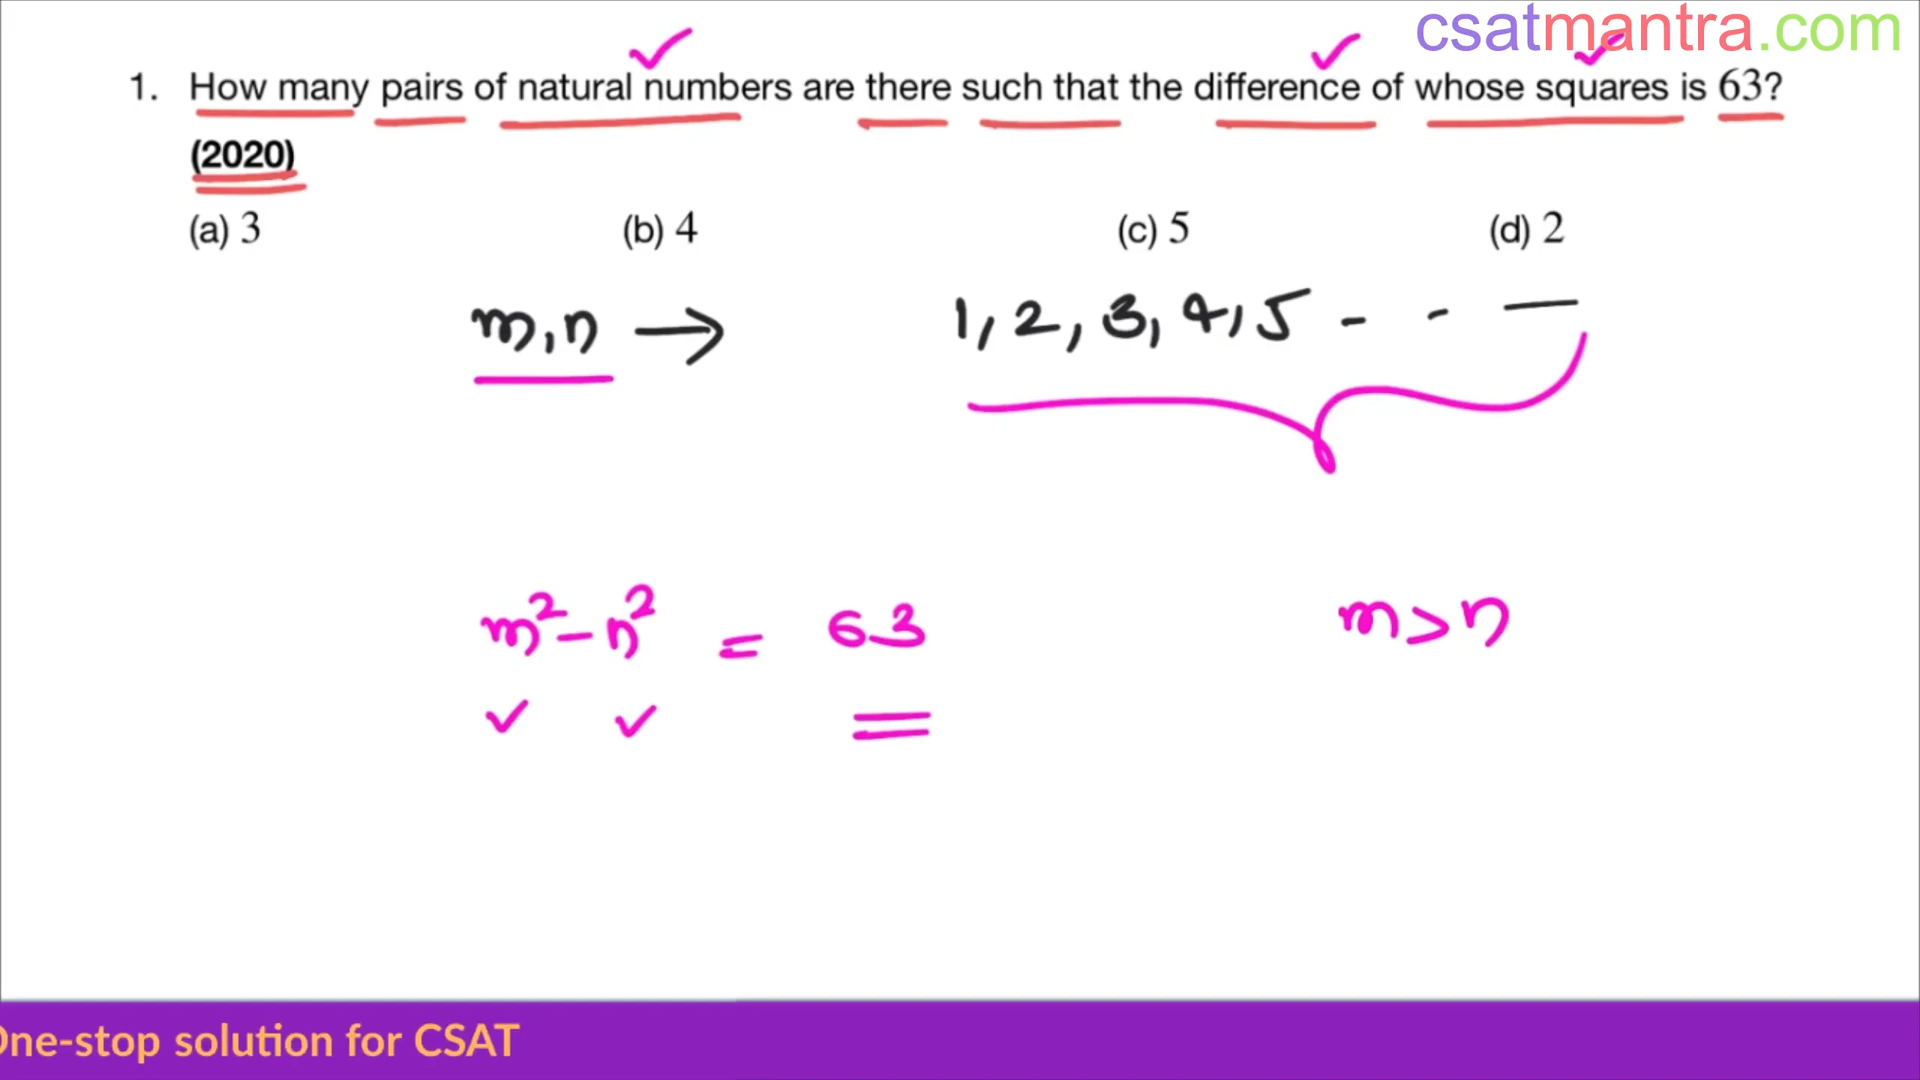 csatmantra.com
1. How many pairs of natural numbers are there such that the difference of whose squares is 63?
(2020)
(a) 3 (b) 4 (c) 5 (d) 2
m, n → 1, 2, 3, 4, 5 - - —
m² - n² = 63 m > n
One-stop solution for CSAT